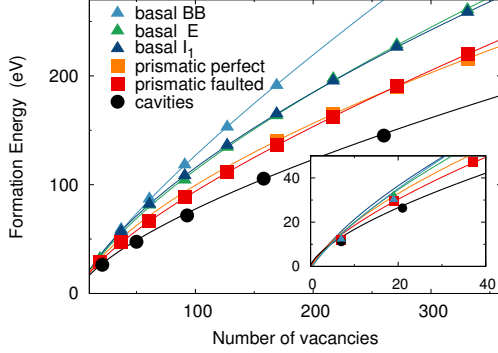 basal BB
basal E
basal I₁
prismatic perfect
prismatic faulted
cavities
Formation Energy (eV)
0
100
200
100
200
300
Number of vacancies
0
20
40
0
20
40